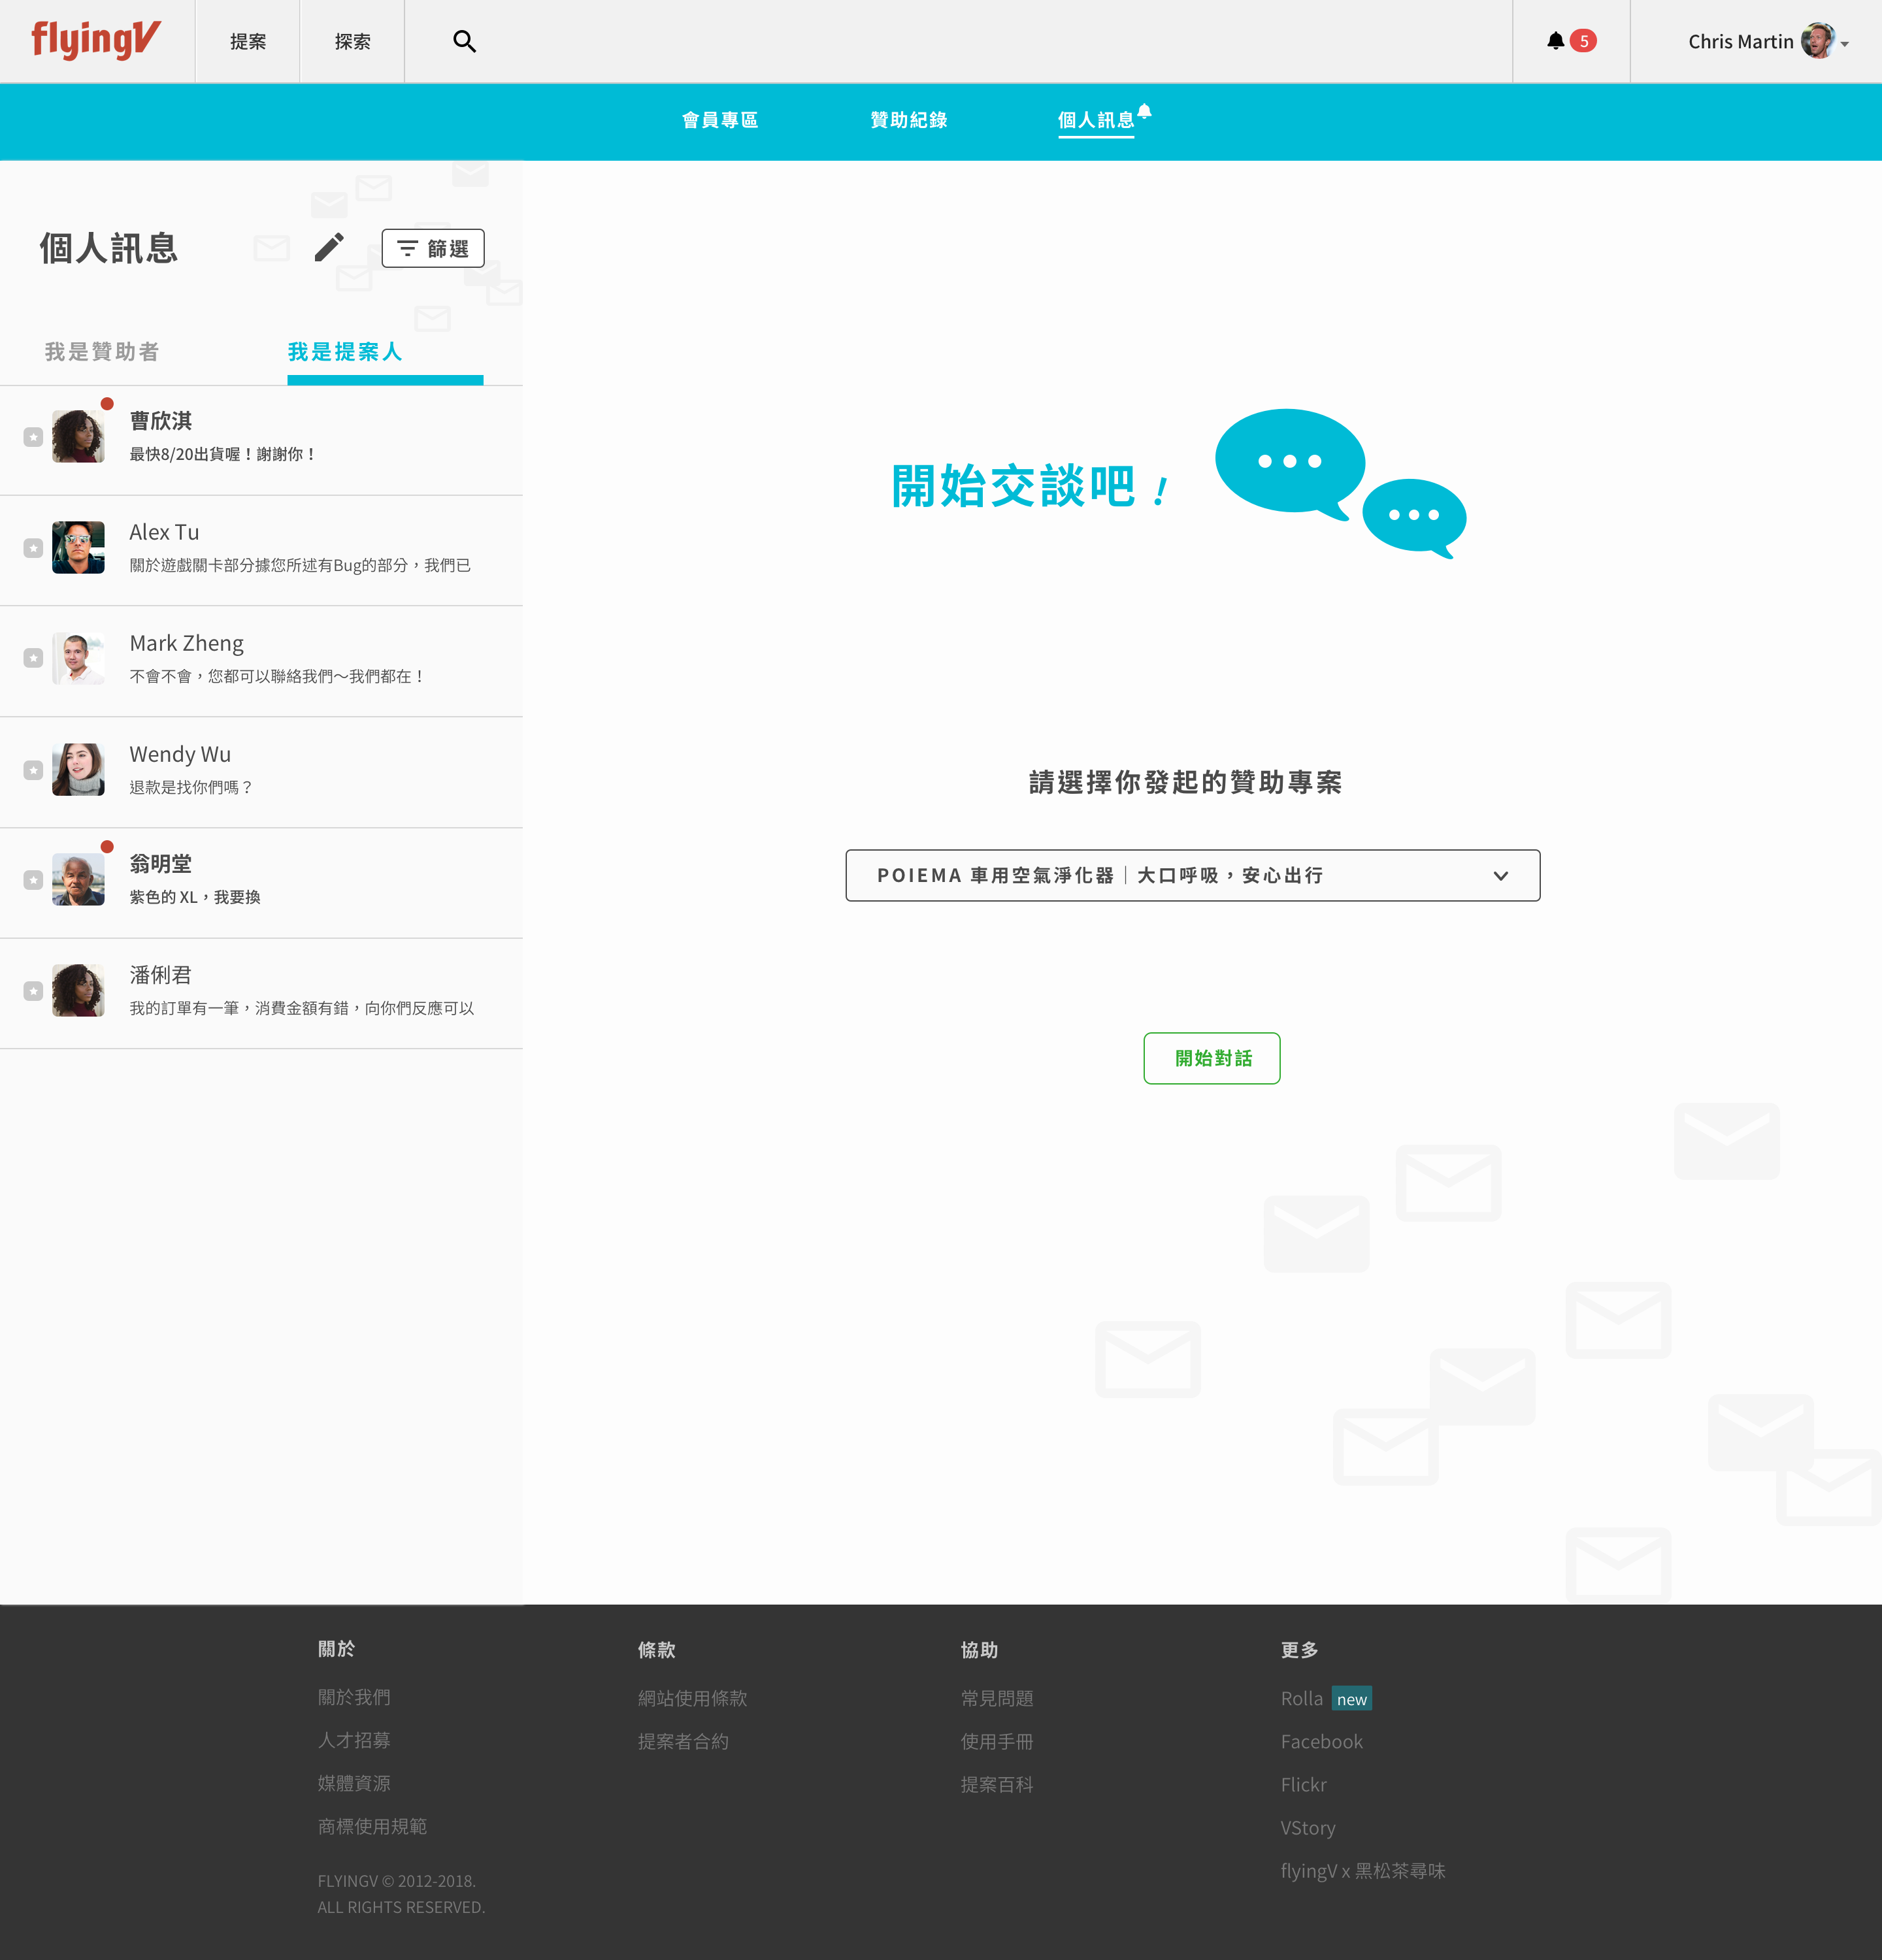 flyingV
提案
探索
5
Chris Martin
會員專區
贊助紀錄
個人訊息
個人訊息
篩選
我是贊助者
我是提案人
曹欣淇
最快8/20出貨喔！謝謝你！
Alex Tu
關於遊戲關卡部分據您所述有Bug的部分，我們已
Mark Zheng
不會不會，您都可以聯絡我們～我們都在！
Wendy Wu
退款是找你們嗎？
翁明堂
紫色的 XL，我要換
潘俐君
我的訂單有一筆，消費金額有錯，向你們反應可以
開始交談吧！
請選擇你發起的贊助專案
POIEMA 車用空氣淨化器｜大口呼吸，安心出行
開始對話
關於
關於我們
人才招募
媒體資源
商標使用規範
FLYINGV © 2012-2018.
ALL RIGHTS RESERVED.
條款
網站使用條款
提案者合約
協助
常見問題
使用手冊
提案百科
更多
Rolla new
Facebook
Flickr
VStory
flyingV x 黑松茶尋味